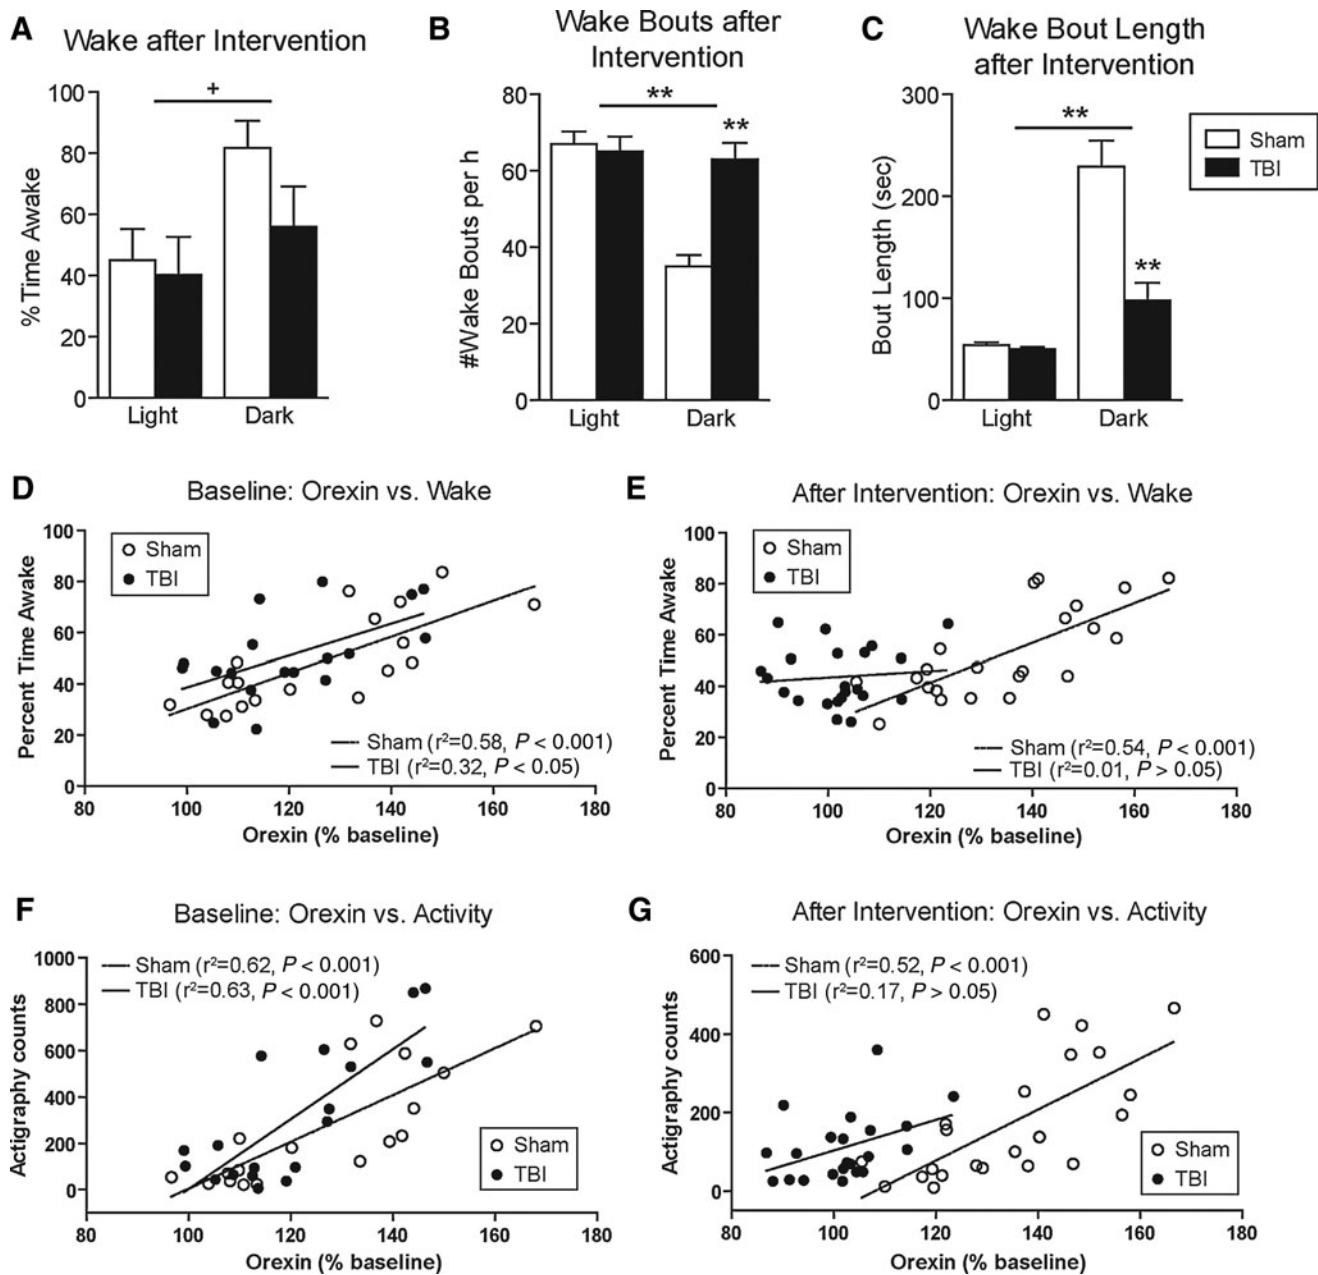 A
Wake after Intervention
% Time Awake
100
80
60
40
20
0
+
Light
Dark
B
Wake Bouts after
Intervention
#Wake Bouts per h
80
60
40
20
0
**
**
Light
Dark
C
Wake Bout Length
after Intervention
Bout Length (sec)
300
200
100
0
**
**
Light
Dark
Sham
TBI
D
Baseline: Orexin vs. Wake
Percent Time Awake
100
80
60
40
20
0
Sham
TBI
Sham (r²=0.58, P < 0.001)
TBI (r²=0.32, P < 0.05)
80 100 120 140 160 180
Orexin (% baseline)
E
After Intervention: Orexin vs. Wake
Percent Time Awake
100
80
60
40
20
0
Sham
TBI
Sham (r²=0.54, P < 0.001)
TBI (r²=0.01, P > 0.05)
80 100 120 140 160 180
Orexin (% baseline)
F
Baseline: Orexin vs. Activity
Actigraphy counts
1000
800
600
400
200
0
Sham (r²=0.62, P < 0.001)
TBI (r²=0.63, P < 0.001)
Sham
TBI
80 100 120 140 160 180
Orexin (% baseline)
G
After Intervention: Orexin vs. Activity
Actigraphy counts
600
400
200
0
Sham (r²=0.52, P < 0.001)
TBI (r²=0.17, P > 0.05)
Sham
TBI
80 100 120 140 160 180
Orexin (% baseline)